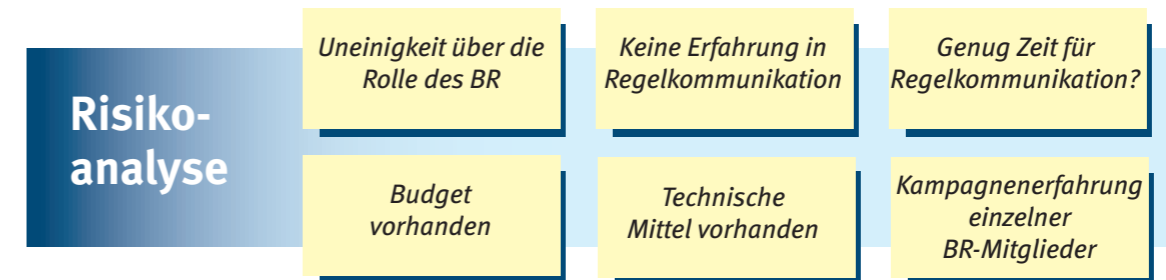 Risiko-
analyse
Uneinigkeit über die
Rolle des BR
Keine Erfahrung in
Regelkommunikation
Genug Zeit für
Regelkommunikation?
Budget
vorhanden
Technische
Mittel vorhanden
Kampagnenerfahrung
einzelner
BR-Mitglieder